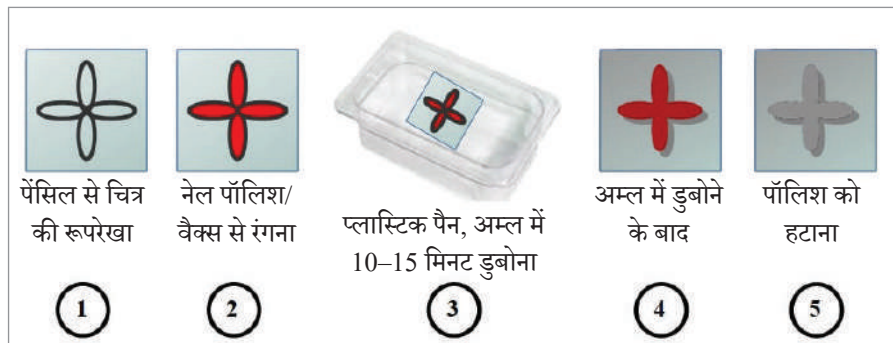 पेंसिल से चित्र
की रूपरेखा
नेल पॉलिश/
वैक्स से रंगना
प्लास्टिक पैन, अम्ल में
10–15 मिनट डुबोना
अम्ल में डुबोने
के बाद
पॉलिश को
हटाना
1
2
3
4
5